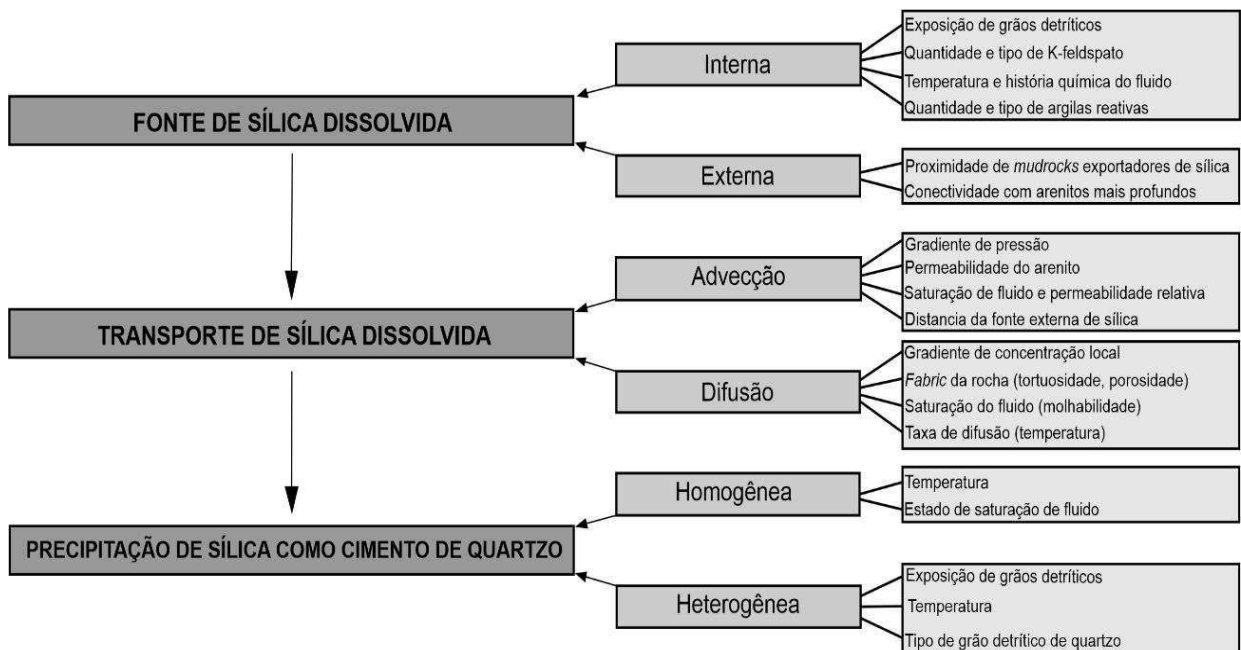 FONTE DE SÍLICA DISSOLVIDA
Interna
Exposição de grãos detríticos
Quantidade e tipo de K-feldspato
Temperatura e história química do fluido
Quantidade e tipo de argilas reativas
Externa
Proximidade de mudrocks exportadores de sílica
Conectividade com arenitos mais profundos
TRANSPORTE DE SÍLICA DISSOLVIDA
Advecção
Gradiente de pressão
Permeabilidade do arenito
Saturação de fluido e permeabilidade relativa
Distancia da fonte externa de sílica
Difusão
Gradiente de concentração local
Fabric da rocha (tortuosidade, porosidade)
Saturação do fluido (molhabilidade)
Taxa de difusão (temperatura)
PRECIPITAÇÃO DE SÍLICA COMO CIMENTO DE QUARTZO
Homogênea
Temperatura
Estado de saturação de fluido
Heterogênea
Exposição de grãos detríticos
Temperatura
Tipo de grão detrítico de quartzo